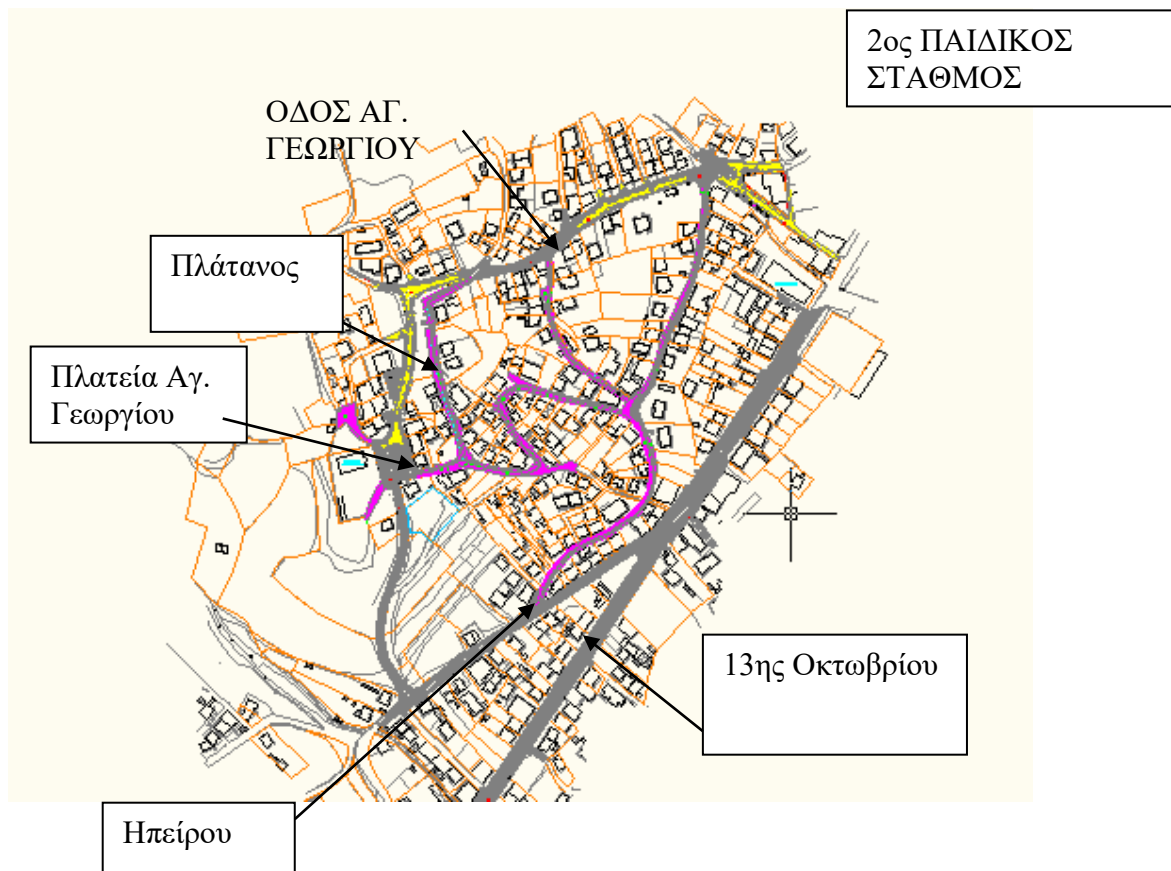 2ος ΠΑΙΔΙΚΟΣ
ΣΤΑΘΜΟΣ
ΟΔΟΣ ΑΓ.
ΓΕΩΡΓΙΟΥ
Πλάτανος
Πλατεία Αγ.
Γεωργίου
13ης Οκτωβρίου
Ηπείρου